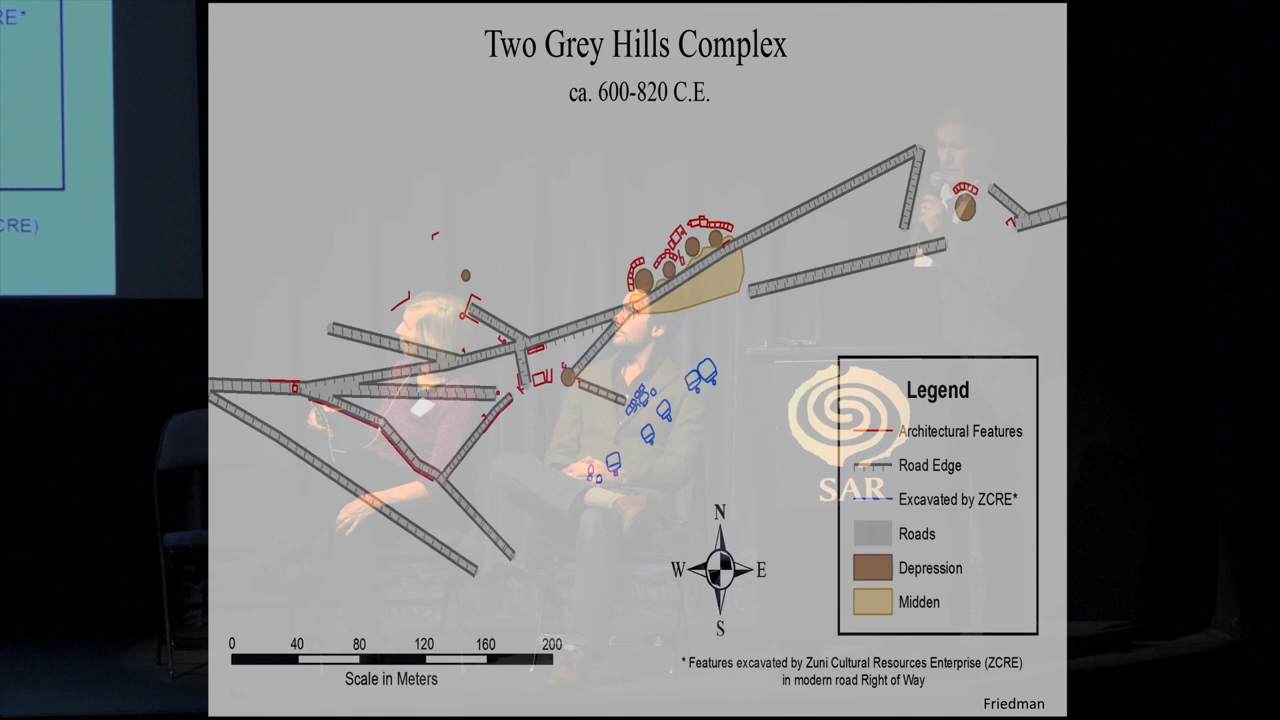 RE*
CRE)
Two Grey Hills Complex
ca. 600-820 C.E.
Legend
Architectural Features
Road Edge
Excavated by ZCRE*
Roads
Depression
Midden
SAR
N
W
E
S
0 40 80 120 160 200
Scale in Meters
* Features excavated by Zuni Cultural Resources Enterprise (ZCRE)
in modern road Right of Way
Friedman